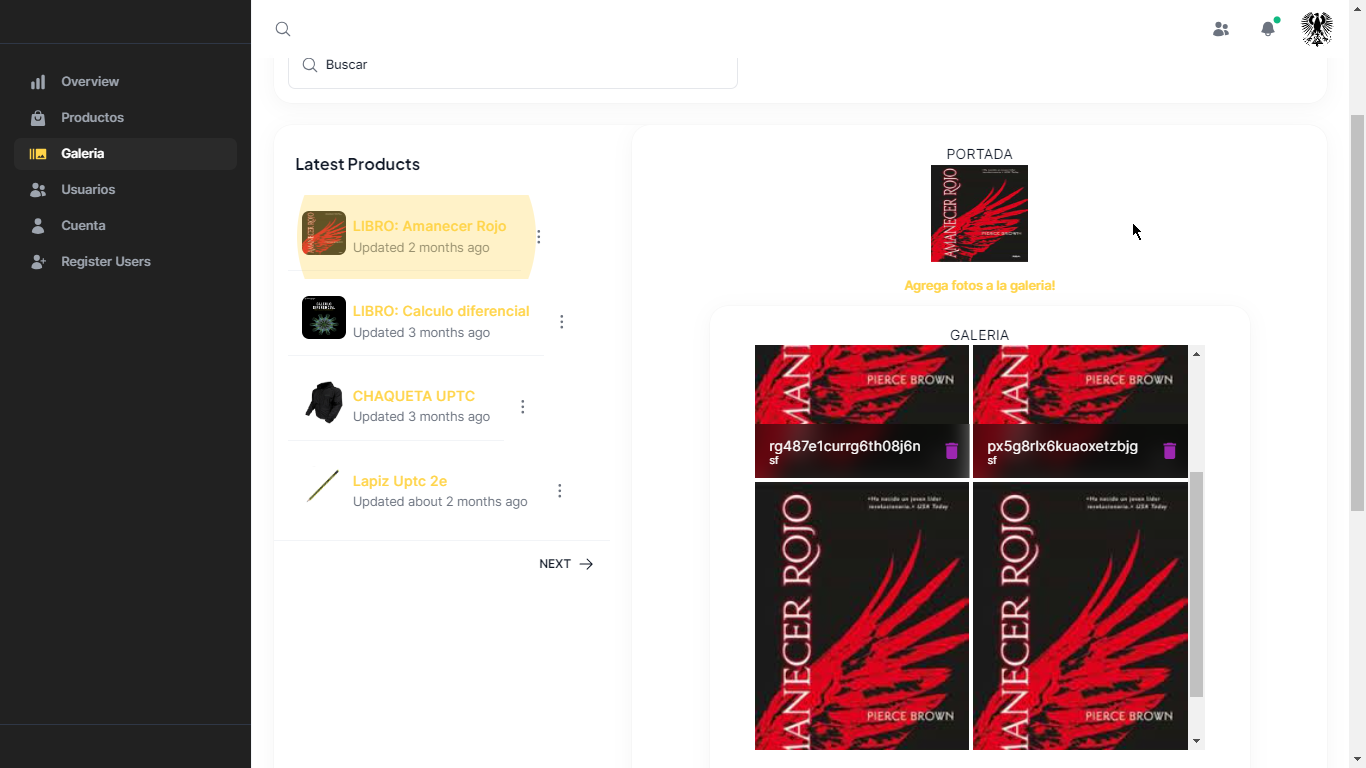 Buscar
Overview
Productos
Galeria
Usuarios
Cuenta
Register Users
Latest Products
LIBRO: Amanecer Rojo
Updated 2 months ago
LIBRO: Calculo diferencial
Updated 3 months ago
CHAQUETA UPTC
Updated 3 months ago
Lapiz Uptc 2e
Updated about 2 months ago
NEXT
PORTADA
AMANECER ROJO
PIERCE BROWN
Agrega fotos a la galeria!
GALERIA
PIERCE BROWN
PIERCE BROWN
rg487e1currg6th08j6n
sf
px5g8rlx6kuaoxetzbjg
sf
«Ha nacido un joven líder
revolucionario.» USA Today
MANECER ROJO
PIERCE BROWN
«Ha nacido un joven líder
revolucionario.» USA Today
MANECER ROJO
PIERCE BROWN